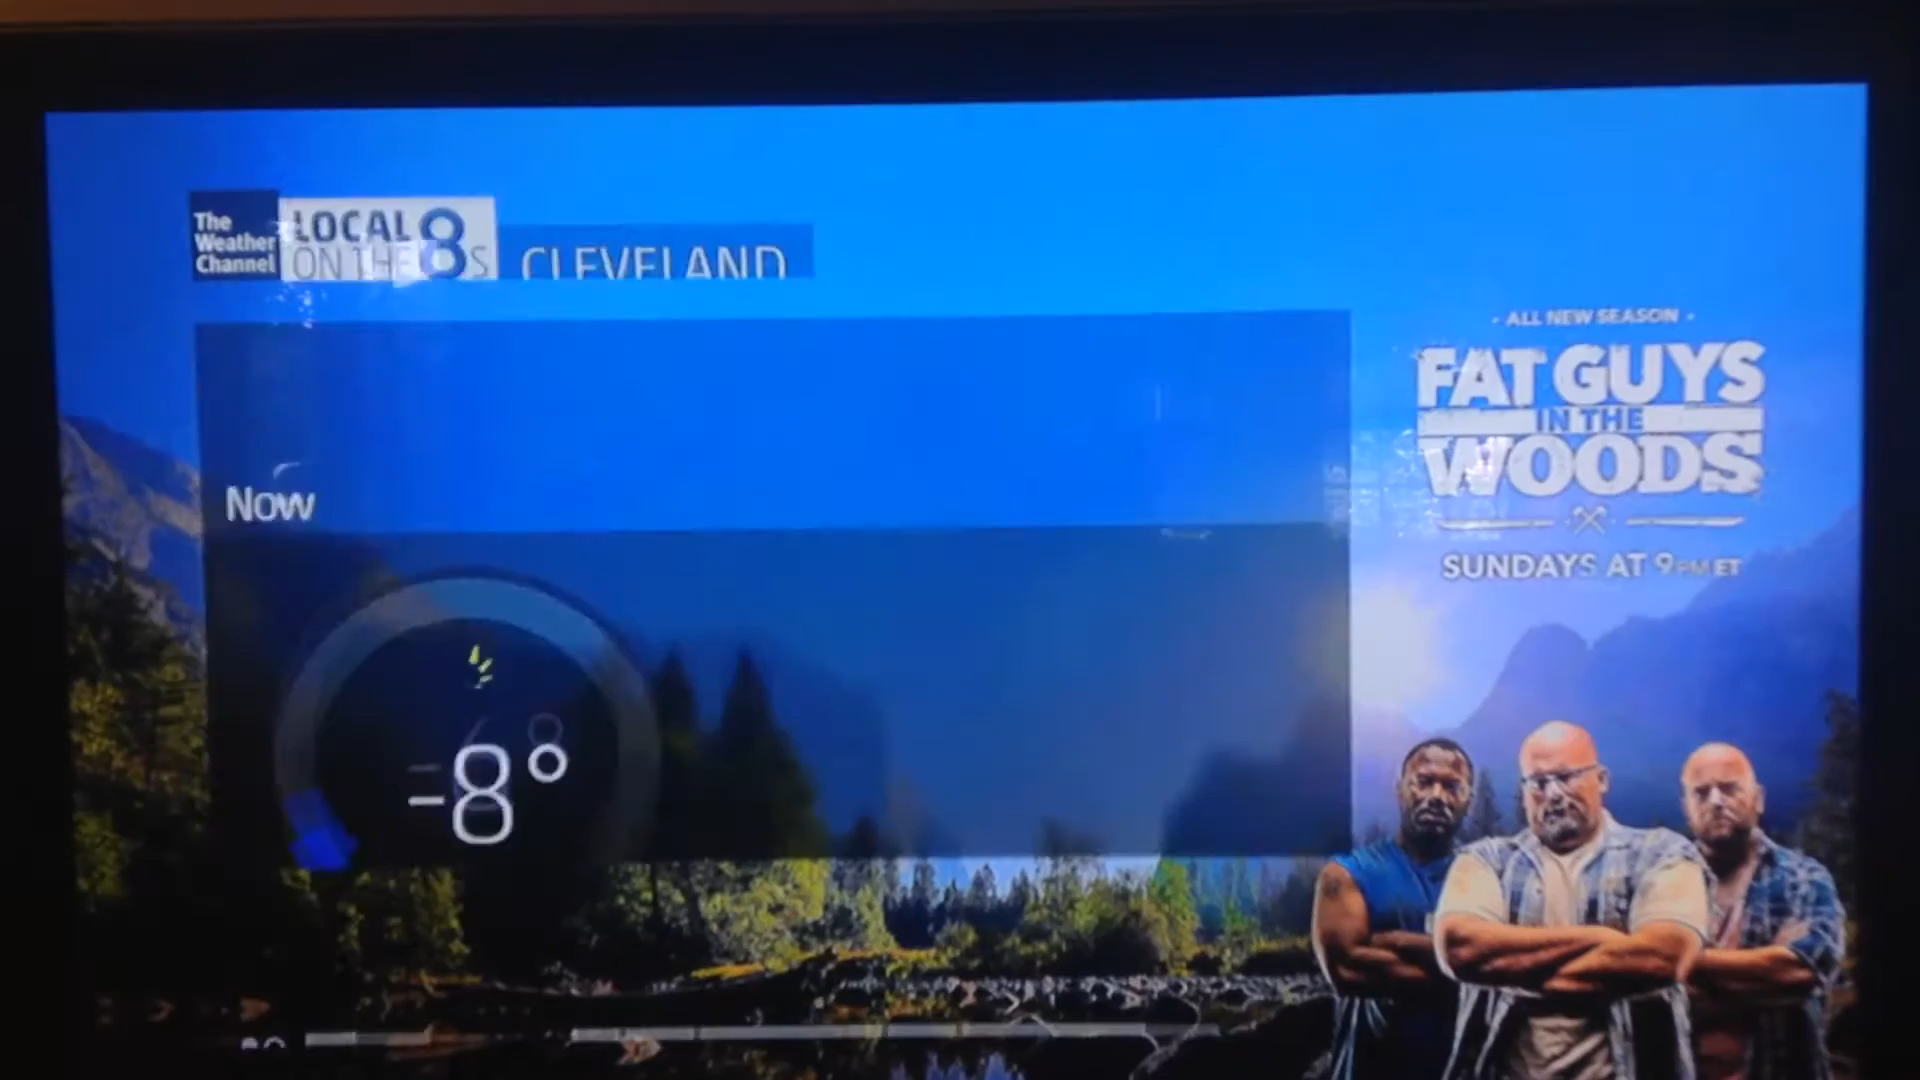 The
Weather
Channel
LOCAL
ON THE 8s
CLEVELAND
Now
-8°
- ALL NEW SEASON -
FAT GUYS
IN THE
WOODS
SUNDAYS AT 9PM ET